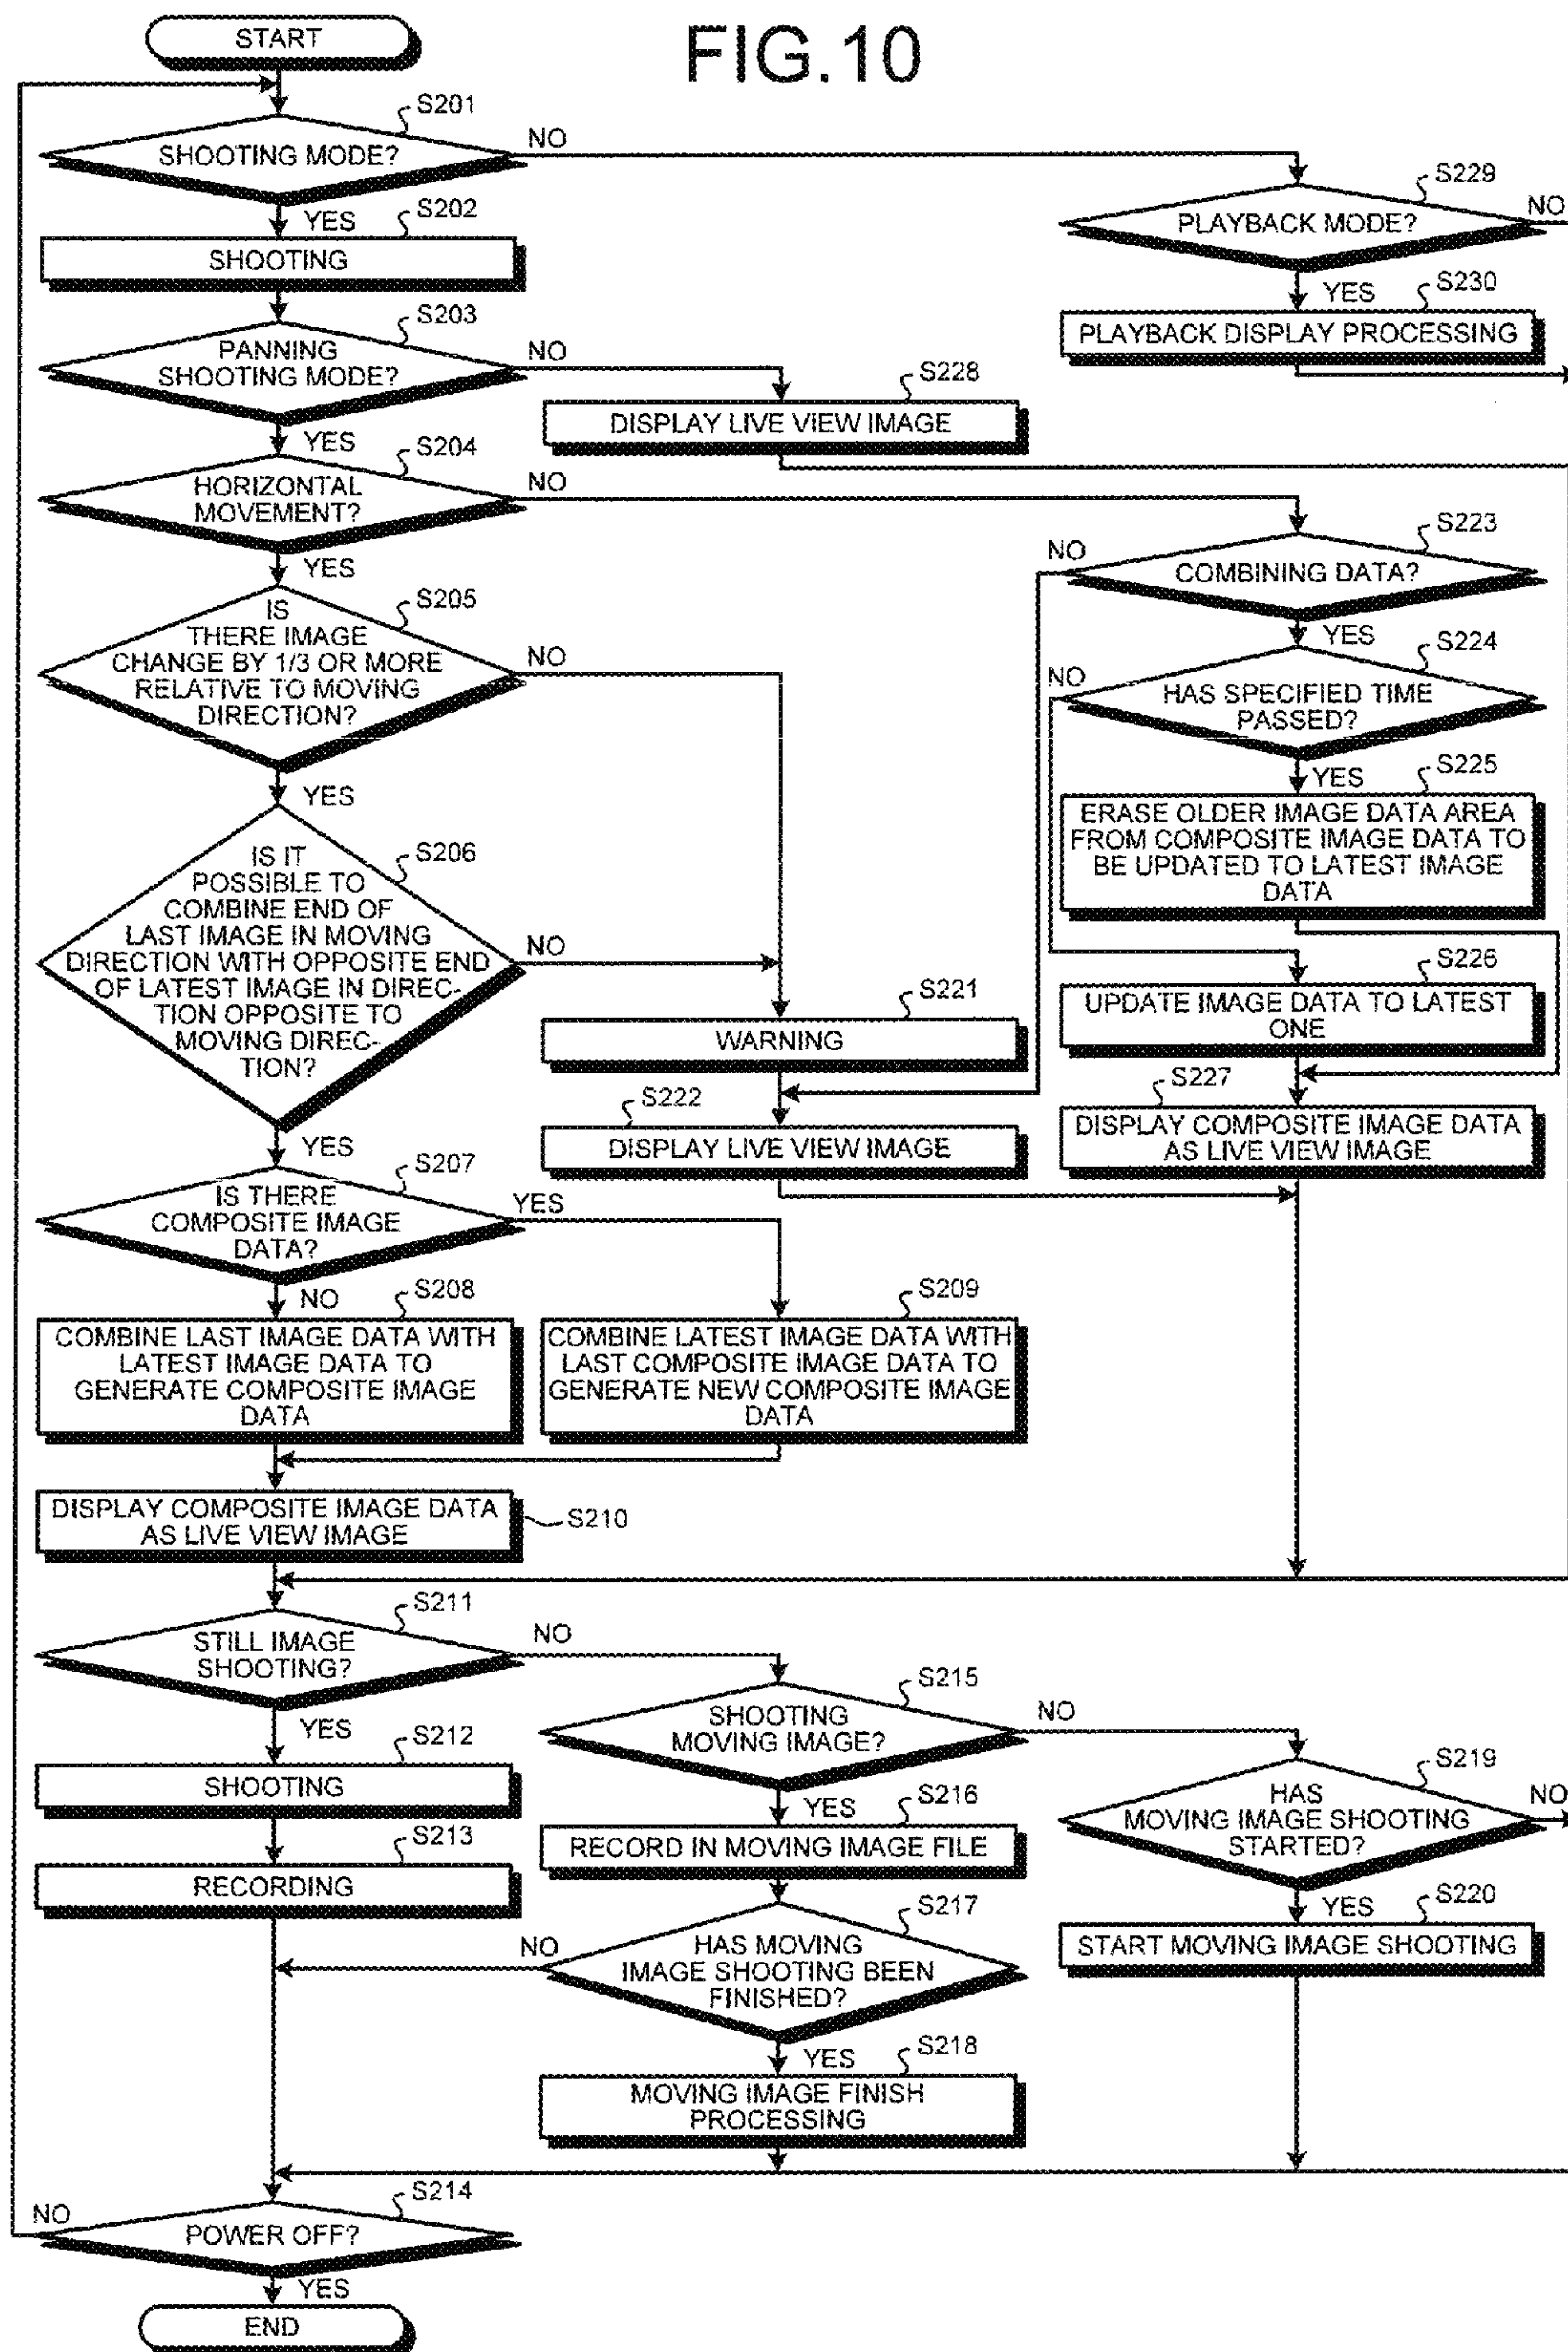 FIG.10
START
S201
SHOOTING MODE?
NO
YES
S202
SHOOTING
S229
PLAYBACK MODE?
NO
YES
S230
PLAYBACK DISPLAY PROCESSING
S203
PANNING
SHOOTING MODE?
NO
YES
S228
DISPLAY LIVE VIEW IMAGE
S204
HORIZONTAL
MOVEMENT?
NO
YES
S223
COMBINING DATA?
NO
YES
S205
IS
THERE IMAGE
CHANGE BY 1/3 OR MORE
RELATIVE TO MOVING
DIRECTION?
NO
YES
S224
HAS SPECIFIED TIME
PASSED?
NO
YES
S225
ERASE OLDER IMAGE DATA AREA
FROM COMPOSITE IMAGE DATA TO
BE UPDATED TO LATEST IMAGE
DATA
S206
IS IT
POSSIBLE TO
COMBINE END OF
LAST IMAGE IN MOVING
DIRECTION WITH OPPOSITE END
OF LATEST IMAGE IN DIREC-
TION OPPOSITE TO
MOVING DIREC-
TION?
NO
YES
S226
UPDATE IMAGE DATA TO LATEST
ONE
S221
WARNING
S222
DISPLAY LIVE VIEW IMAGE
S227
DISPLAY COMPOSITE IMAGE DATA
AS LIVE VIEW IMAGE
S207
IS THERE
COMPOSITE IMAGE
DATA?
YES
NO
S208
COMBINE LAST IMAGE DATA WITH
LATEST IMAGE DATA TO
GENERATE COMPOSITE IMAGE
DATA
S209
COMBINE LATEST IMAGE DATA WITH
LAST COMPOSITE IMAGE DATA TO
GENERATE NEW COMPOSITE IMAGE
DATA
DISPLAY COMPOSITE IMAGE DATA
AS LIVE VIEW IMAGE
S210
S211
STILL IMAGE
SHOOTING?
NO
YES
S212
SHOOTING
S213
RECORDING
S215
SHOOTING
MOVING IMAGE?
NO
YES
S216
RECORD IN MOVING IMAGE FILE
S217
HAS MOVING
IMAGE SHOOTING BEEN
FINISHED?
NO
YES
S218
MOVING IMAGE FINISH
PROCESSING
S219
HAS
MOVING IMAGE SHOOTING
STARTED?
NO
YES
S220
START MOVING IMAGE SHOOTING
S214
POWER OFF?
NO
YES
END